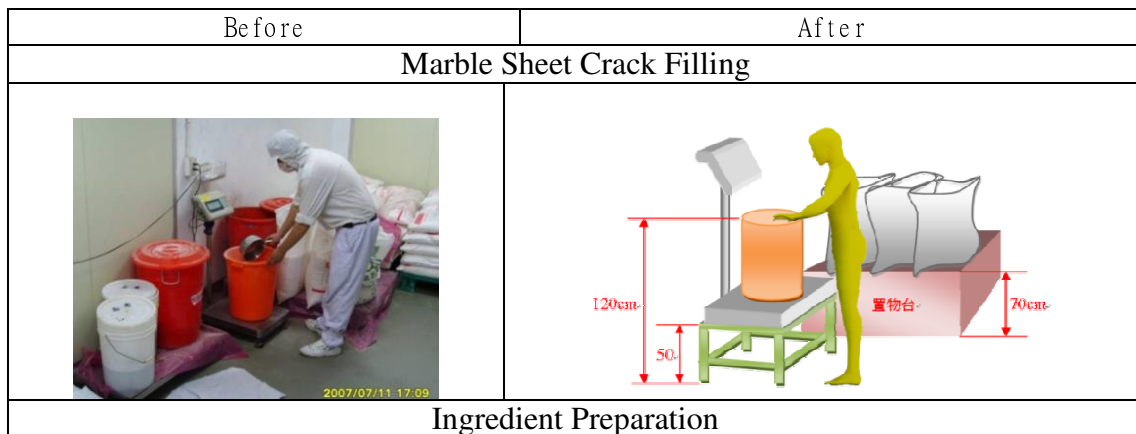 Before
After
Marble Sheet Crack Filling
2007/07/11 17:09
120cm
50
置物台
70cm
Ingredient Preparation